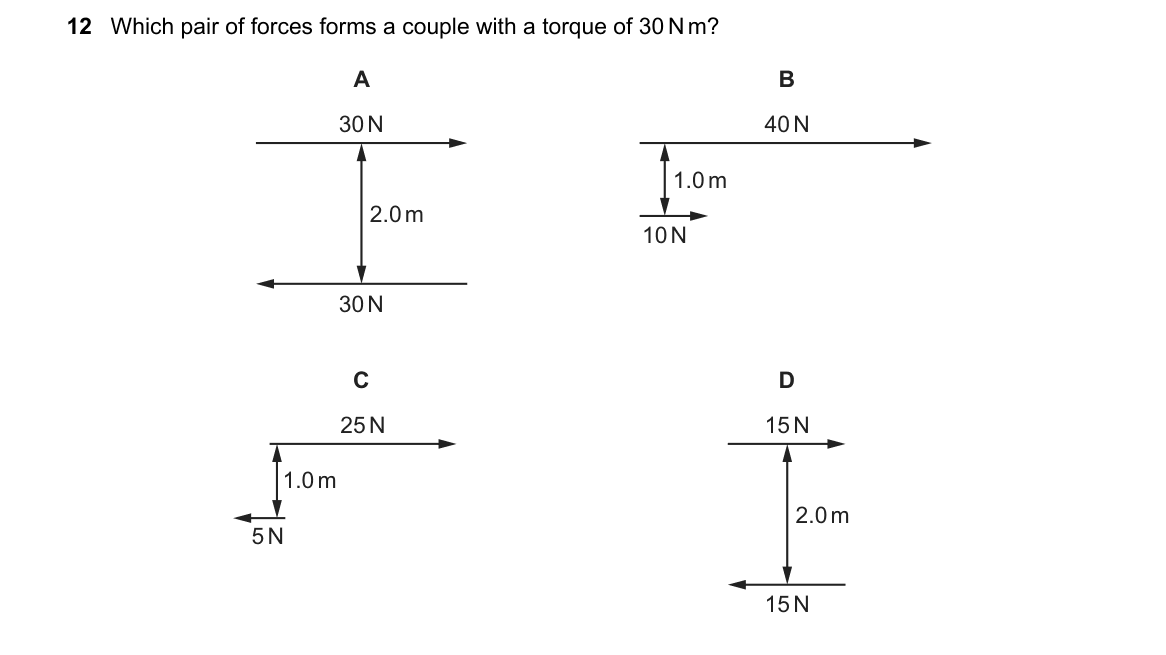 12 Which pair of forces forms a couple with a torque of 30 N m?
A
B
30 N
40 N
1.0 m
2.0 m
10 N
30 N
C
D
25 N
15 N
1.0 m
2.0 m
5 N
15 N